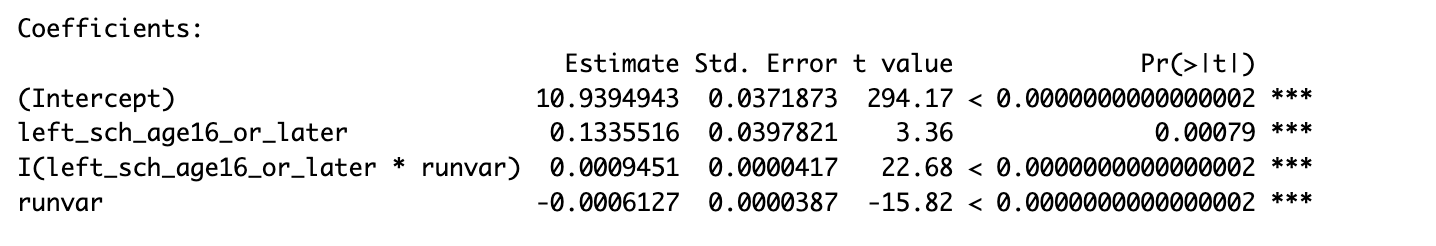 Coefficients:
Estimate Std. Error t value Pr(>|t|)
(Intercept) 10.9394943 0.0371873 294.17 < 0.0000000000000002 ***
left_sch_age16_or_later 0.1335516 0.0397821 3.36 0.00079 ***
I(left_sch_age16_or_later * runvar) 0.0009451 0.0000417 22.68 < 0.0000000000000002 ***
runvar -0.0006127 0.0000387 -15.82 < 0.0000000000000002 ***